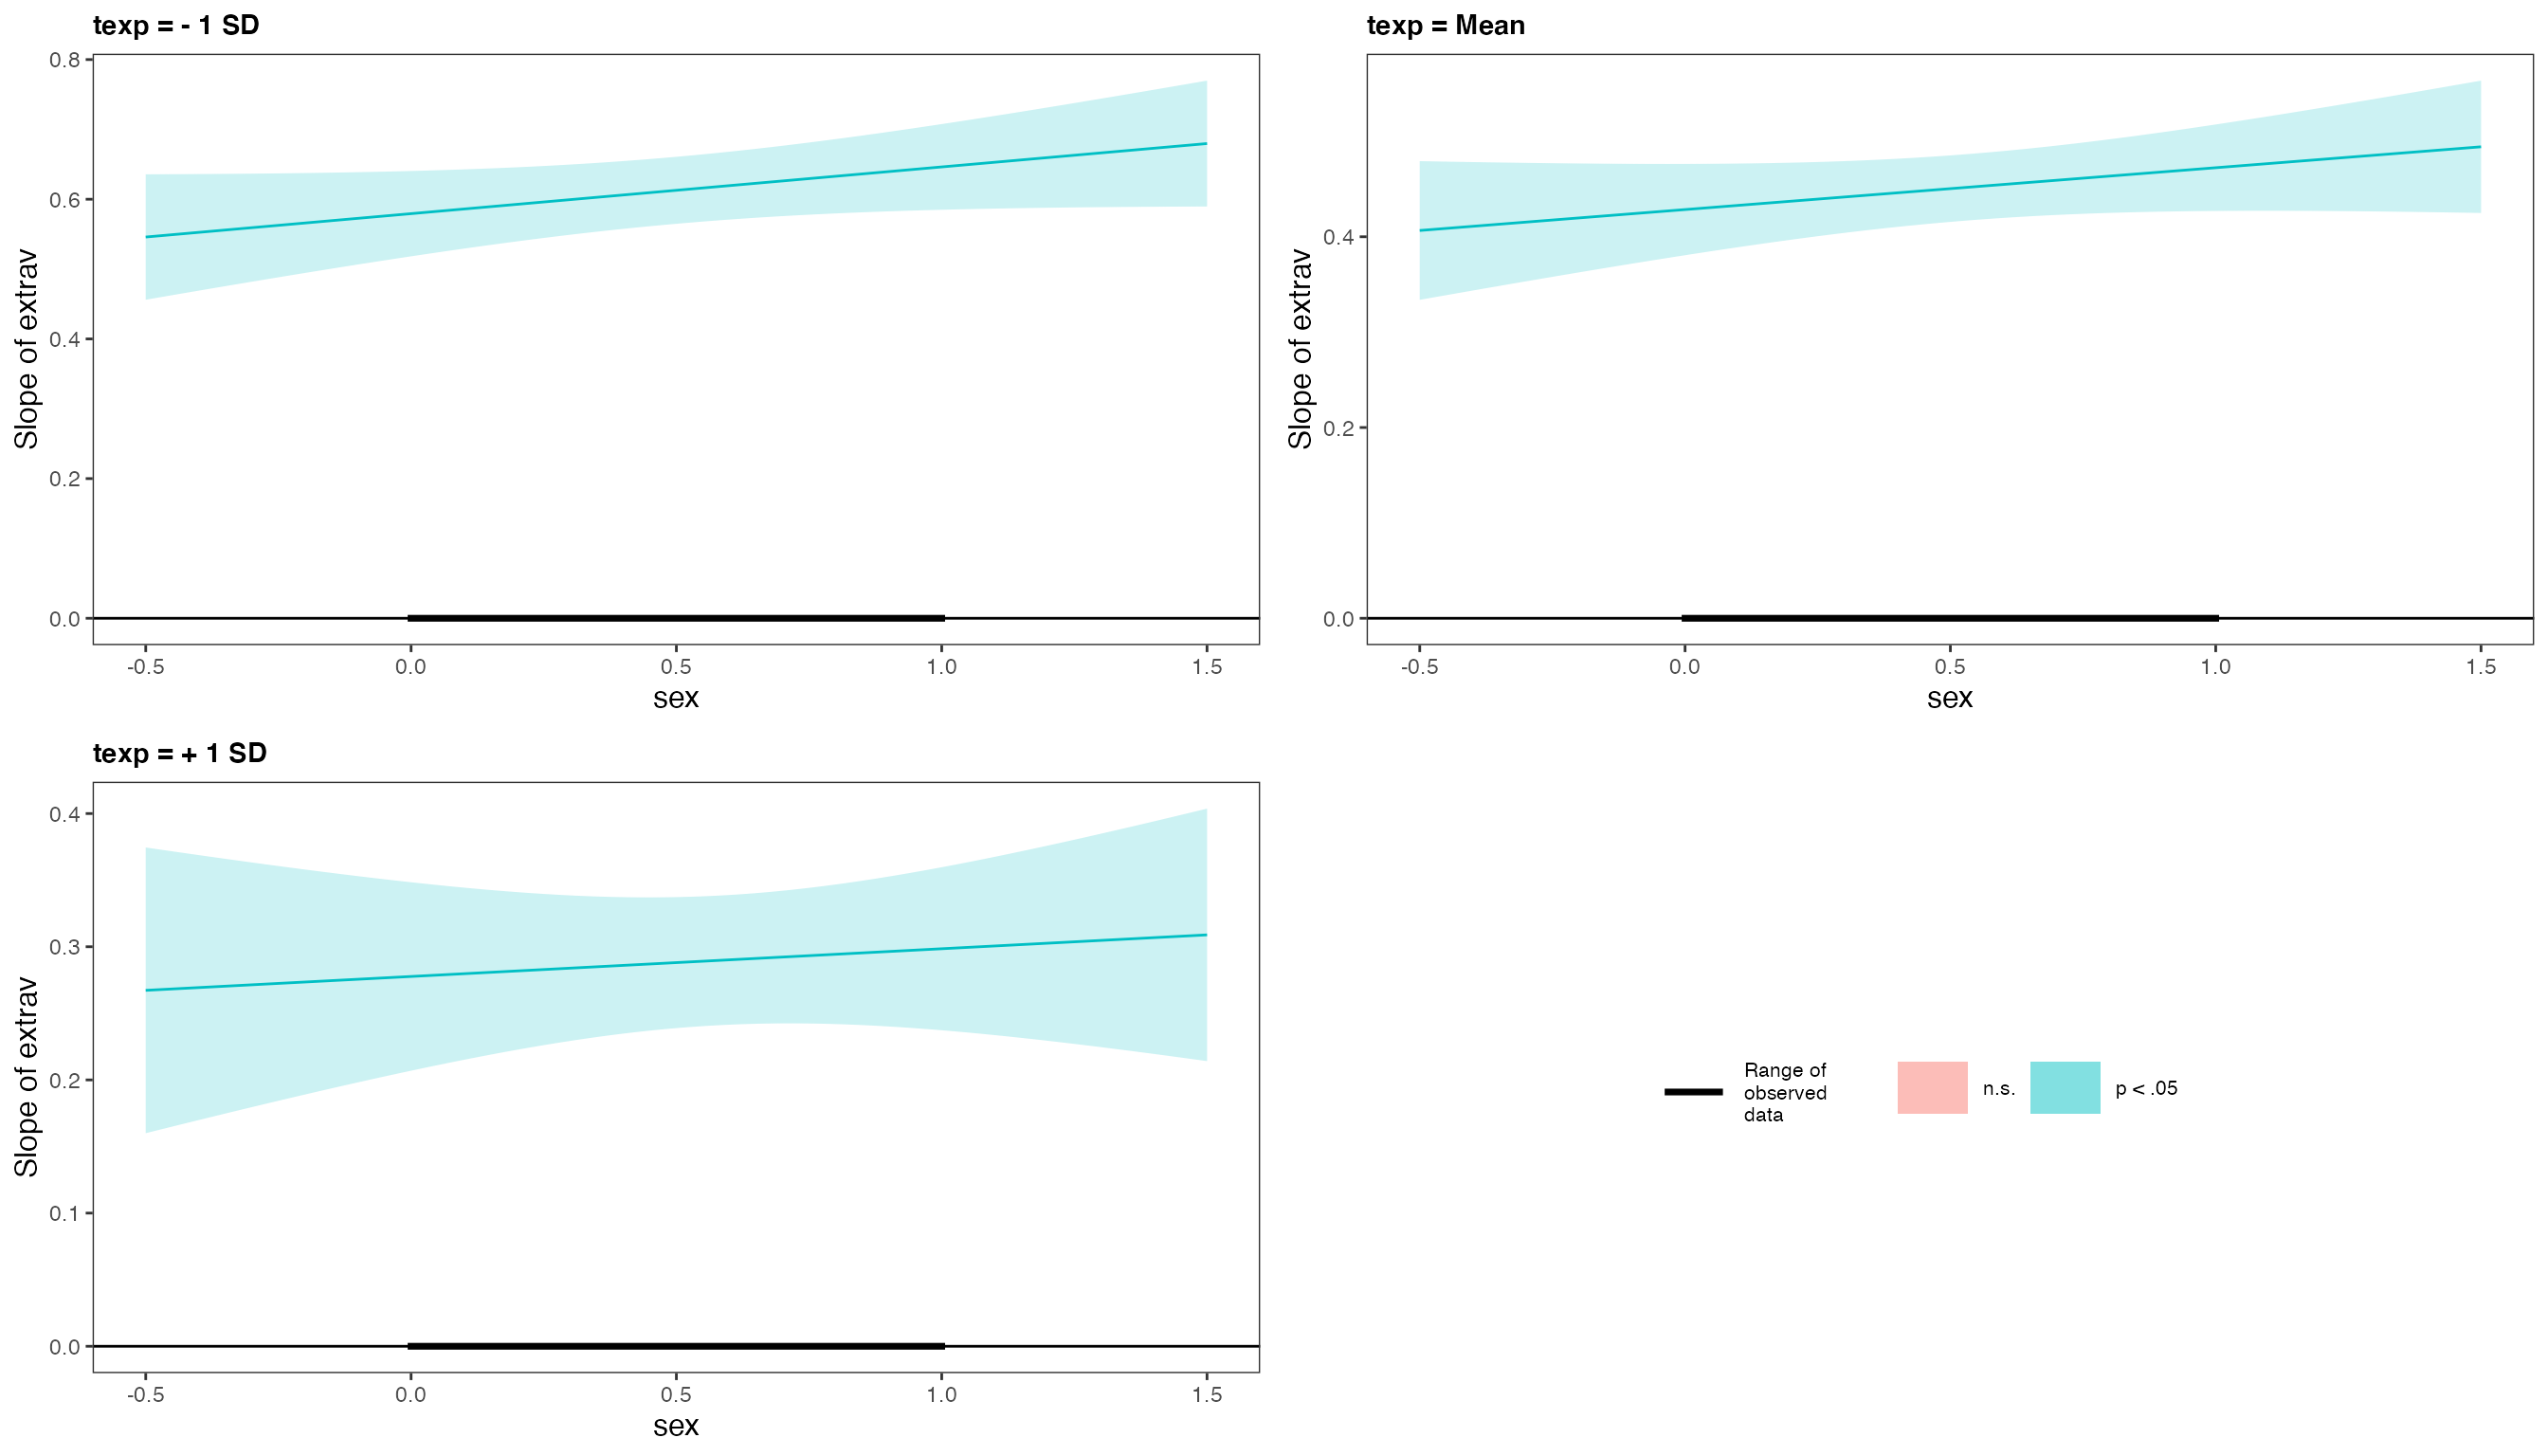 texp = - 1 SD
0.8
0.6
0.4
0.2
0.0
Slope of extrav
-0.5 0.0 0.5 1.0 1.5
sex
texp = Mean
0.4
0.2
0.0
Slope of extrav
-0.5 0.0 0.5 1.0 1.5
sex
texp = + 1 SD
0.4
0.3
0.2
0.1
0.0
Slope of extrav
-0.5 0.0 0.5 1.0 1.5
sex
Range of
observed
data
n.s.
p < .05